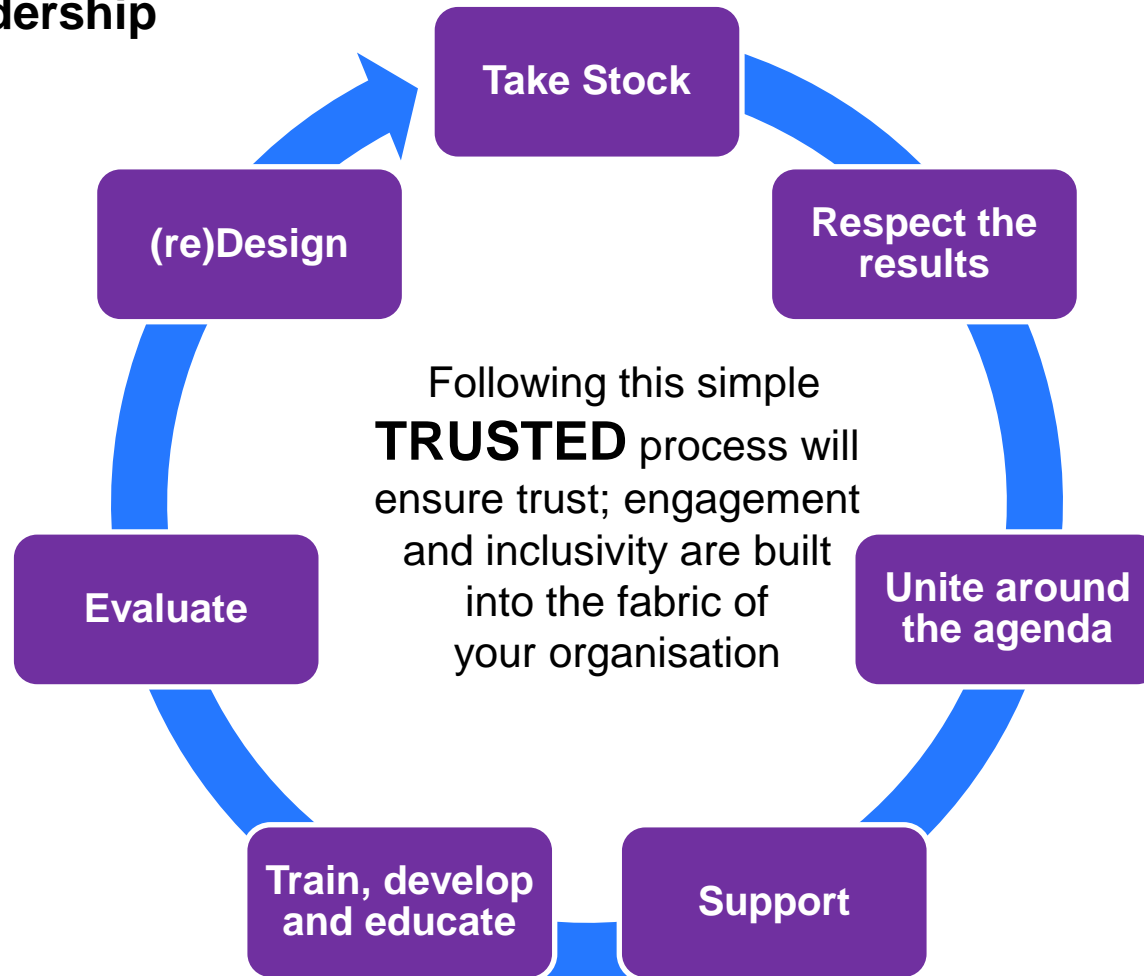 dership
Take Stock
Respect the
results
Unite around
the agenda
Support
Train, develop
and educate
Evaluate
(re)Design
Following this simple
TRUSTED process will
ensure trust; engagement
and inclusivity are built
into the fabric of
your organisation